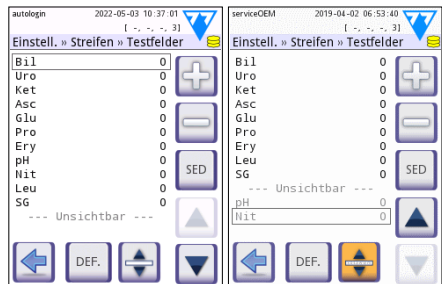 autologin 2022-05-03 10:37:01
[ -, -, -, 3]
Einstell. » Streifen » Testfelder
Bil 0
Uro 0
Ket 0
Asc 0
Glu 0
Pro 0
Ery 0
pH 0
Nit 0
Leu 0
SG 0
--- Unsichtbar ---
SED
DEF.
serviceOEM 2019-04-02 06:53:40
[ -, -, -, 3]
Einstell. » Streifen » Testfelder
Bil 0
Uro 0
Ket 0
Asc 0
Glu 0
Pro 0
Ery 0
Leu 0
SG 0
--- Unsichtbar ---
pH 0
Nit 0
SED
DEF.